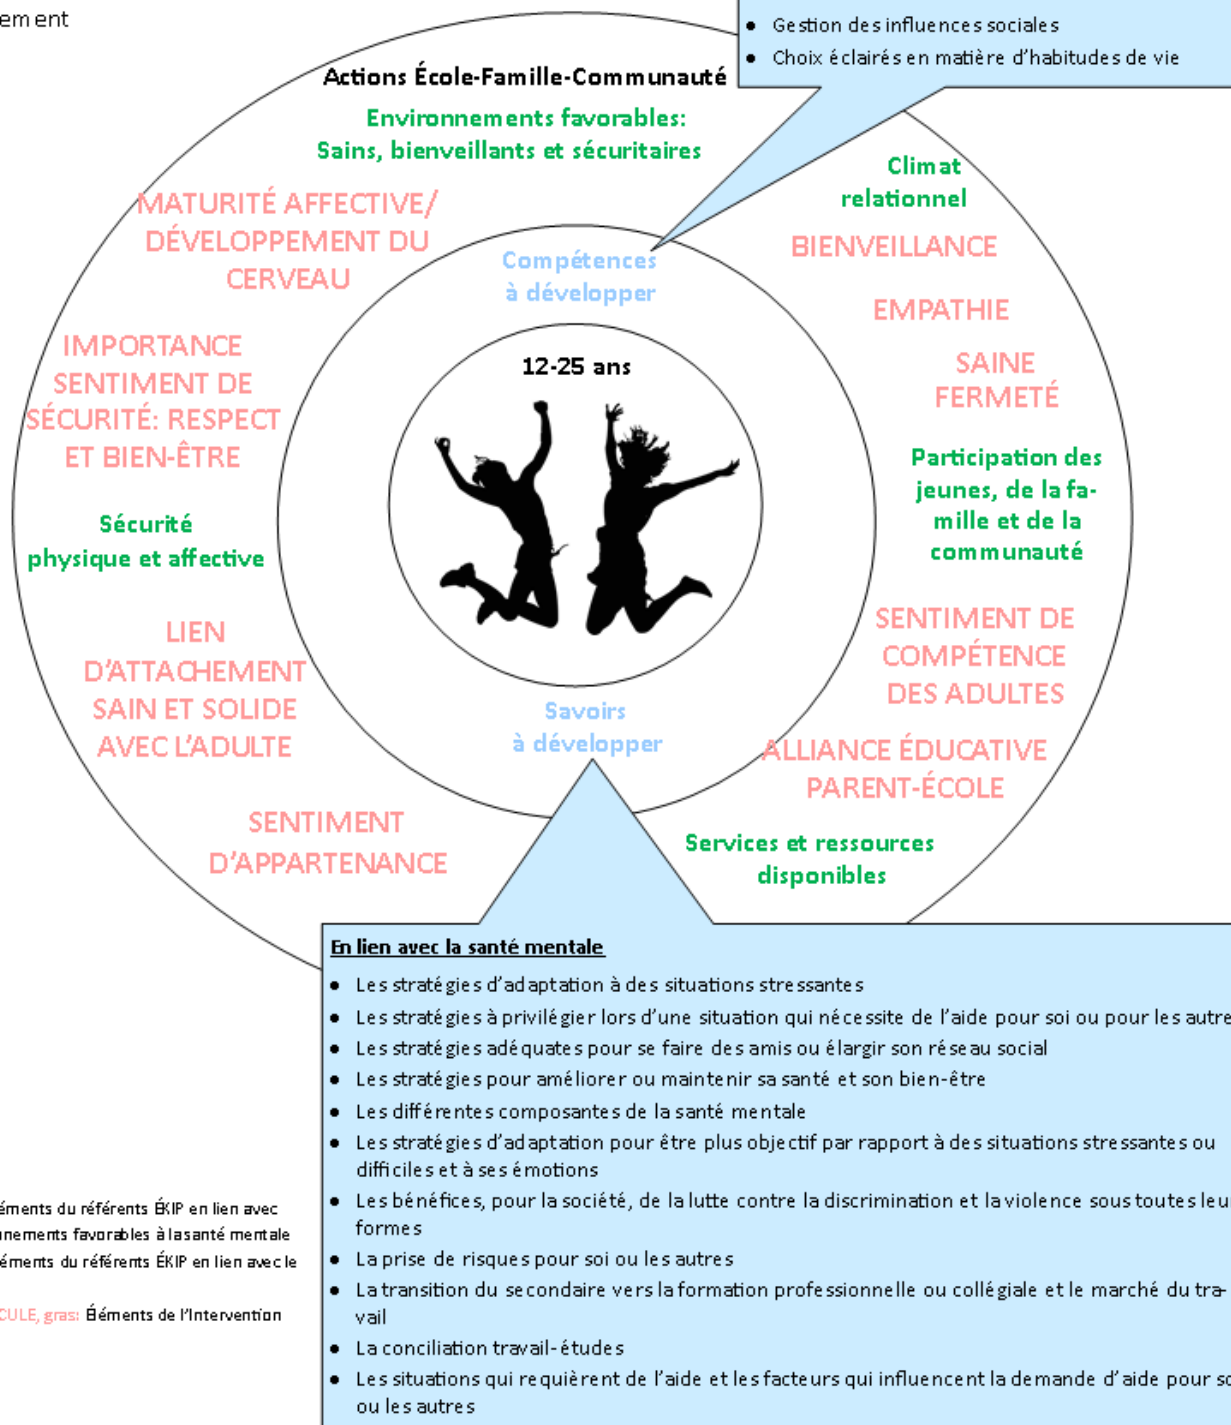 Gestion des influences sociales
Choix éclairés en matière d'habitudes de vie
Actions École-Famille-Communauté
Environnements favorables:
Sains, bienveillants et sécuritaires
MATURITÉ AFFECTIVE/
DÉVELOPPEMENT DU
CERVEAU
IMPORTANCE
SENTIMENT DE
SÉCURITÉ: RESPECT
ET BIEN-ÊTRE
Sécurité
physique et affective
LIEN
D'ATTACHEMENT
SAIN ET SOLIDE
AVEC L'ADULTE
SENTIMENT
D'APPARTENANCE
Compétences
à développer
12-25 ans
Savoirs
à développer
Climat
relationnel
BIENVEILLANCE
EMPATHIE
SAINE
FERMETÉ
Participation des
jeunes, de la fa-
mille et de la
communauté
SENTIMENT DE
COMPÉTENCE
DES ADULTES
ALLIANCE ÉDUCATIVE
PARENT-ÉCOLE
Services et ressources
disponibles
En lien avec la santé mentale
Les stratégies d'adaptation à des situations stressantes
Les stratégies à privilégier lors d'une situation qui nécessite de l'aide pour soi ou pour les
Les stratégies adéquates pour se faire des amis ou élargir son réseau social
Les stratégies pour améliorer ou maintenir sa santé et son bien-être
Les différentes composantes de la santé mentale
Les stratégies d'adaptation pour être plus objectif par rapport à des situations stressantes ou
difficiles et à ses émotions
Les bénéfices, pour la société, de la lutte contre la discrimination et la violence sous toutes
formes
La prise de risques pour soi ou les autres
La transition du secondaire vers la formation professionnelle ou collégiale et le marché du tra-
vail
La conciliation travail-études
Les situations qui requièrent de l'aide et les facteurs qui influencent la demande d'aide pour
ou les autres
du référents ÉKIP en lien avec
favorables à la santé mentale
du référents ÉKIP en lien avec le
gras: Éléments de l'Intervention